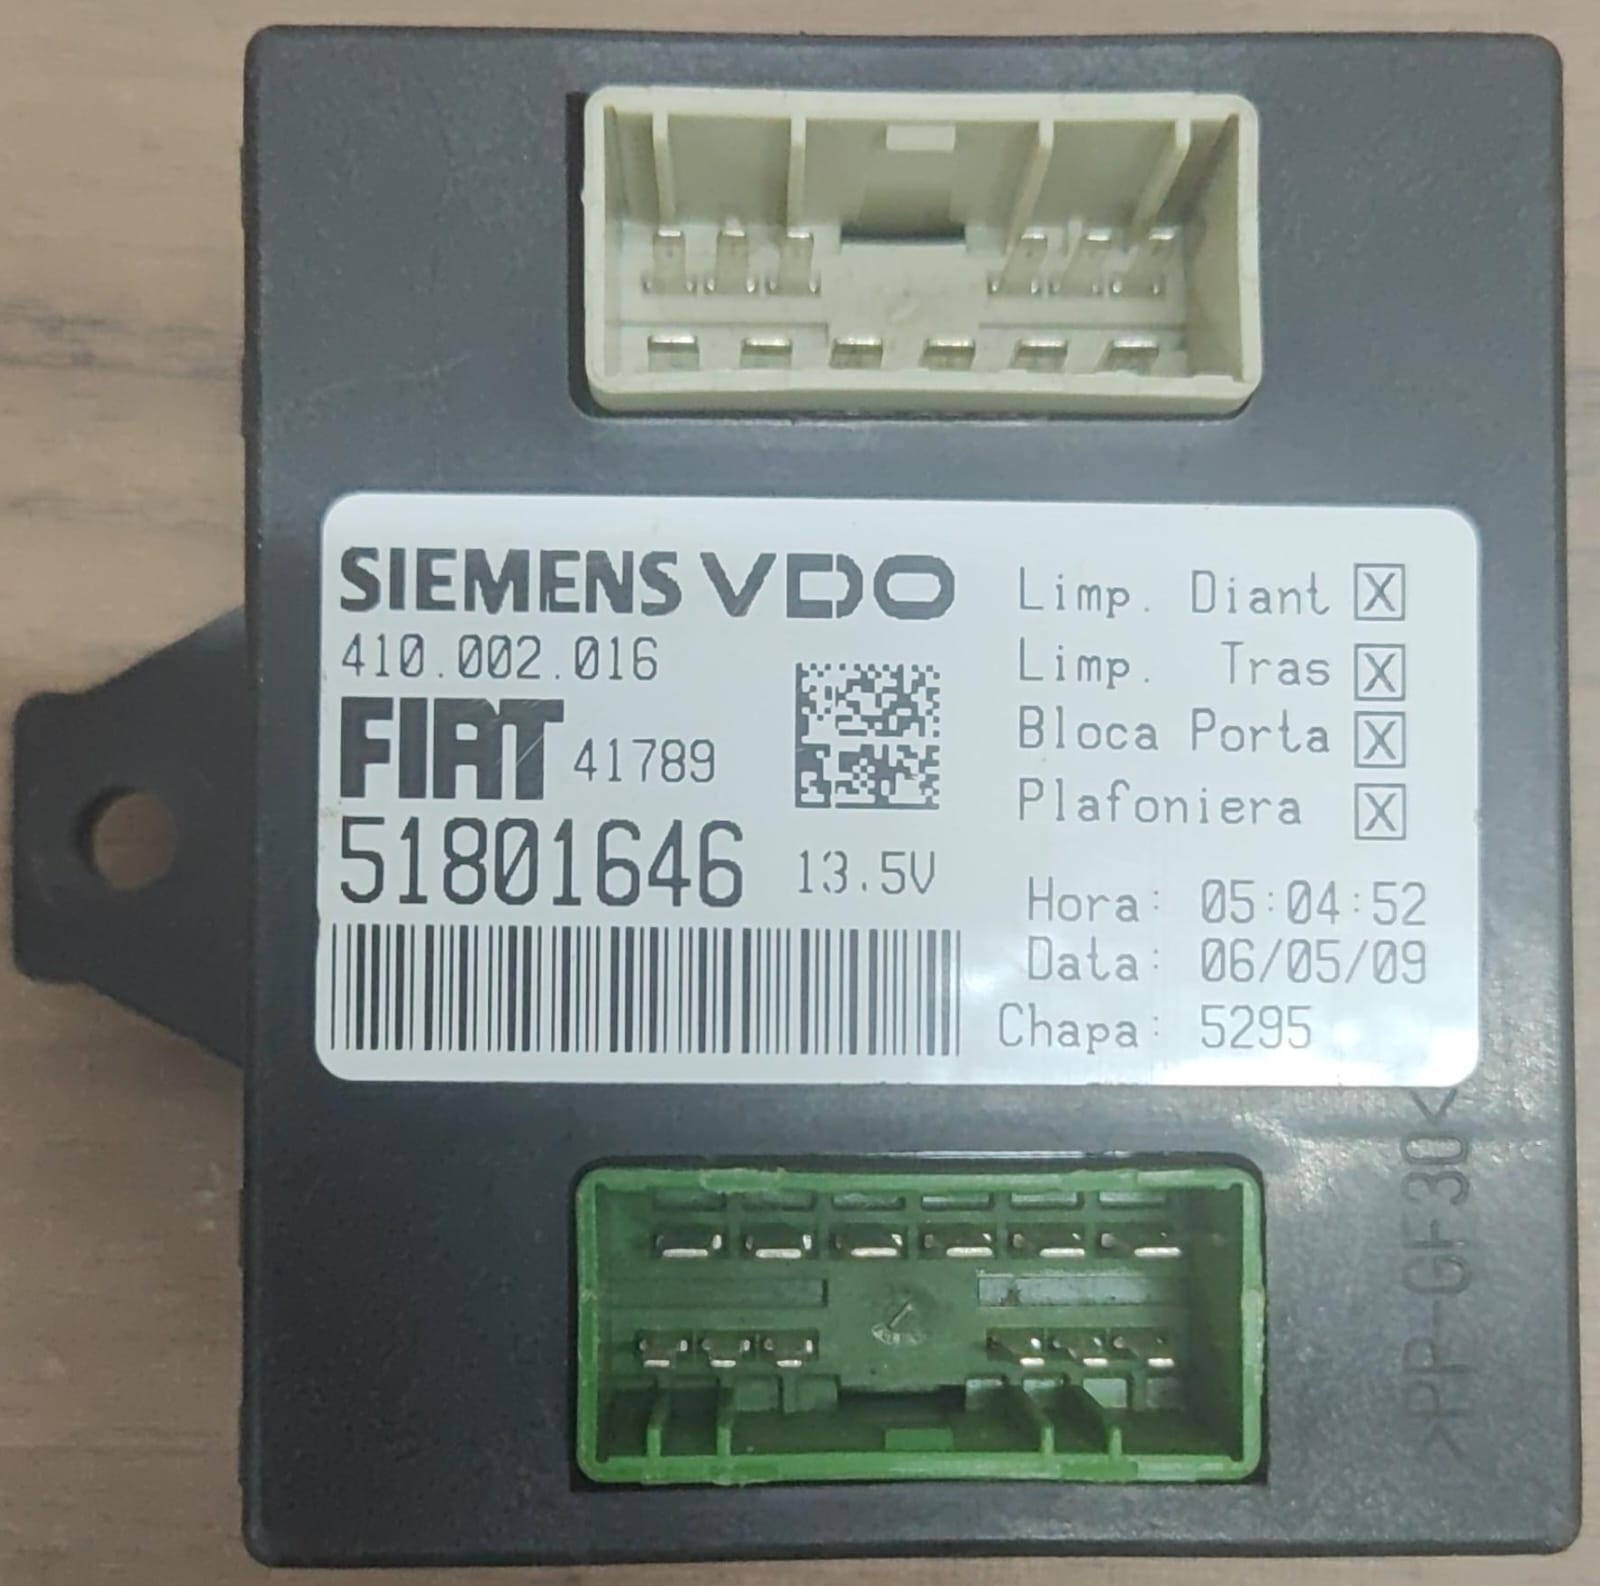 SIEMENS VDO
410.002.016
FIAT 41789
51801646 13.5V
Limp. Diant X
Limp. Tras X
Bloca Porta X
Plafoniera X
Hora: 05:04:52
Data: 06/05/09
Chapa: 5295
>PP-GF30<